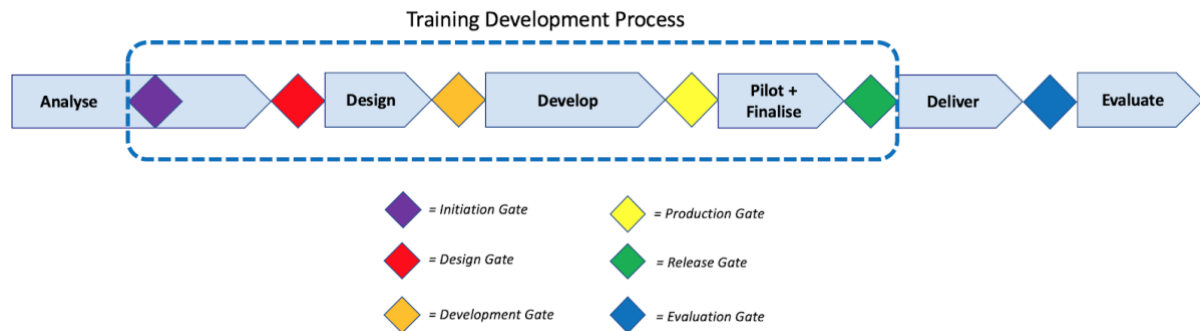 Training Development Process
Analyse
Design
Develop
Pilot +
Finalise
Deliver
Evaluate
= Initiation Gate
= Production Gate
= Design Gate
= Release Gate
= Development Gate
= Evaluation Gate